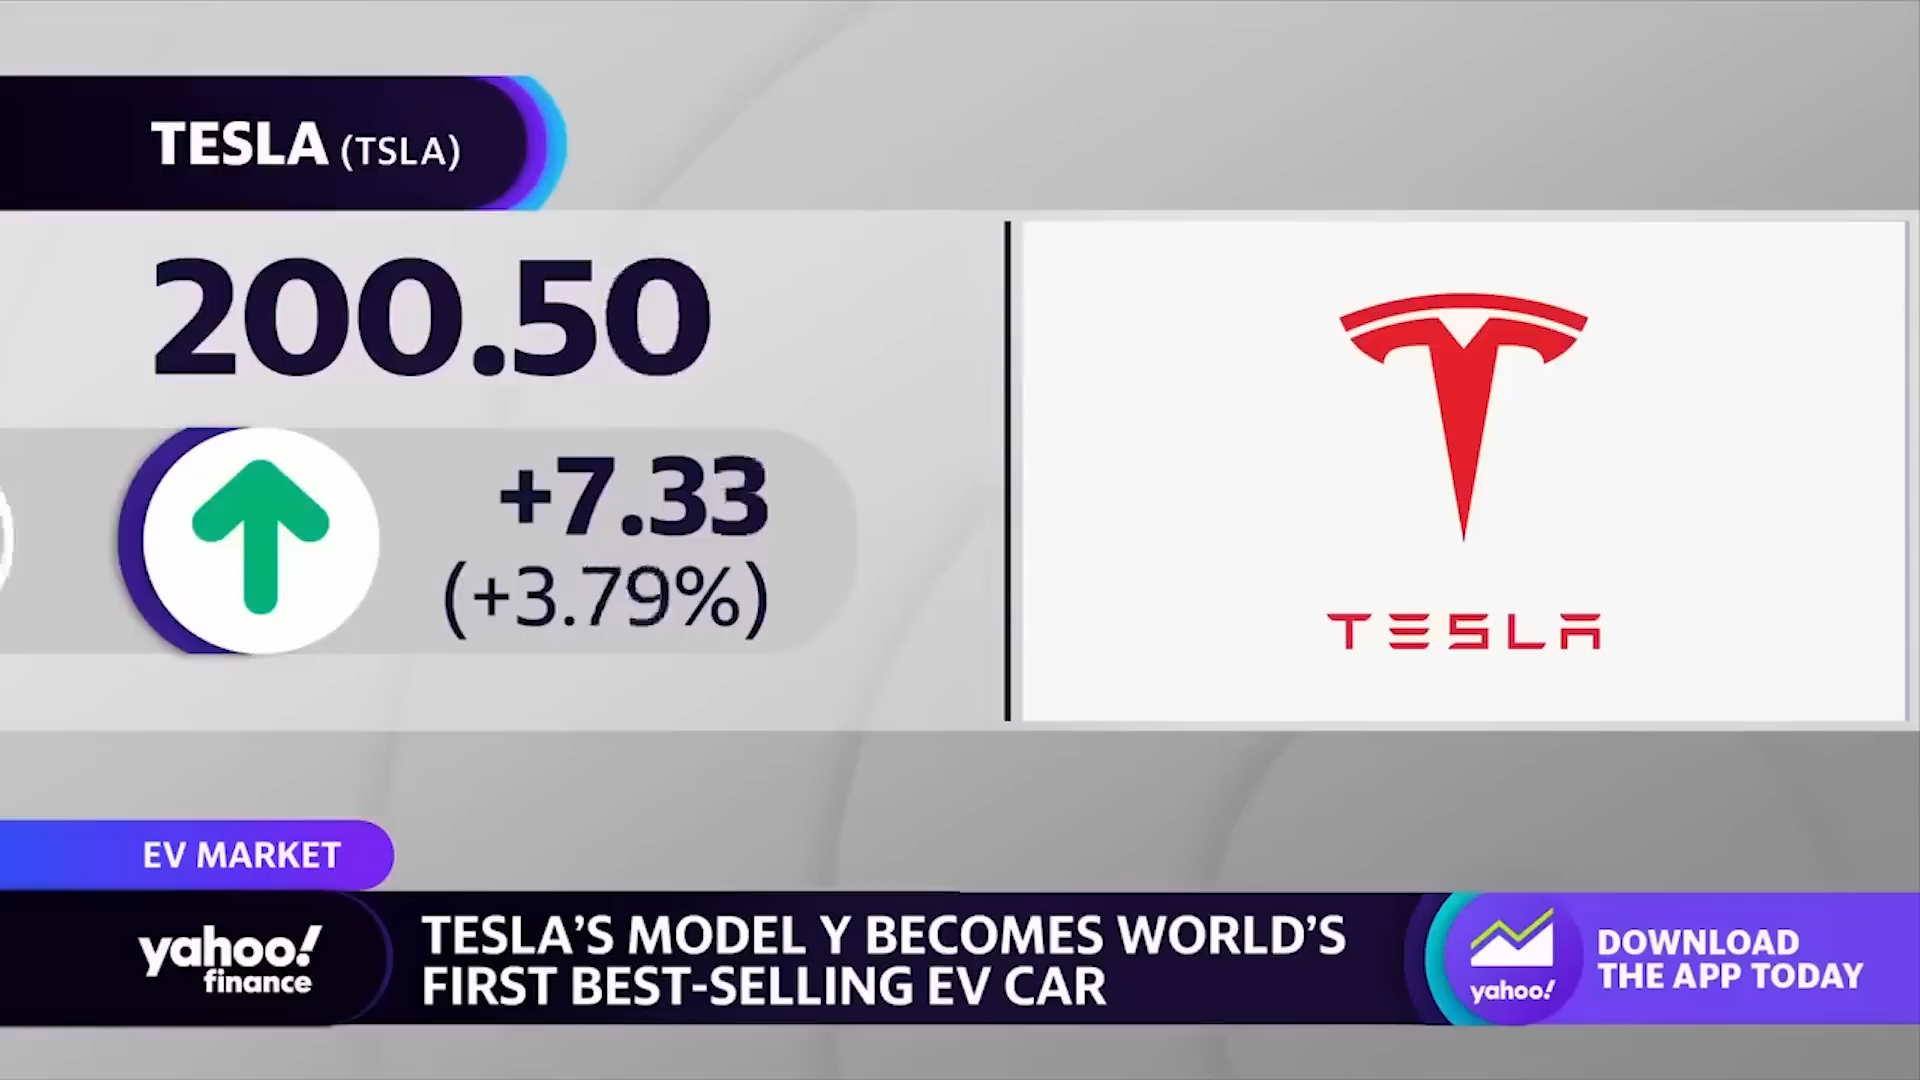 TESLA (TSLA)
200.50
+7.33
(+3.79%)
TESLA
EV MARKET
yahoo!
finance
TESLA’S MODEL Y BECOMES WORLD’S
FIRST BEST-SELLING EV CAR
yahoo!
DOWNLOAD
THE APP TODAY